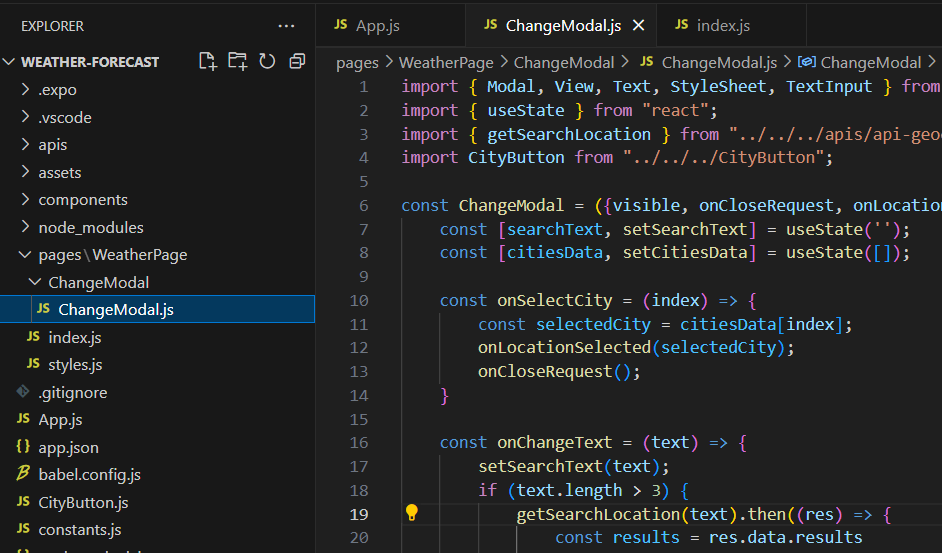 EXPLORER
...
WEATHER-FORECAST
.expo
.vscode
apis
assets
components
node_modules
pages\WeatherPage
ChangeModal
JS ChangeModal.js
JS index.js
JS styles.js
.gitignore
JS App.js
{} app.json
babel.config.js
JS CityButton.js
JS constants.js
JS App.js
JS ChangeModal.js
JS index.js
pages > WeatherPage > ChangeModal > JS ChangeModal.js > ChangeModal >
1 import { Modal, View, Text, StyleSheet, TextInput } from
2 import { useState } from "react";
3 import { getSearchLocation } from "../../../apis/api-geo
4 import CityButton from "../../../CityButton";
5
6 const ChangeModal = ({visible, onCloseRequest, onLocation
7 const [searchText, setSearchText] = useState('');
8 const [citiesData, setCitiesData] = useState([]);
9
10 const onSelectCity = (index) => {
11 const selectedCity = citiesData[index];
12 onLocationSelected(selectedCity);
13 onCloseRequest();
14 }
15
16 const onChangeText = (text) => {
17 setSearchText(text);
18 if (text.length > 3) {
19 getSearchLocation(text).then((res) => {
20 const results = res.data.results